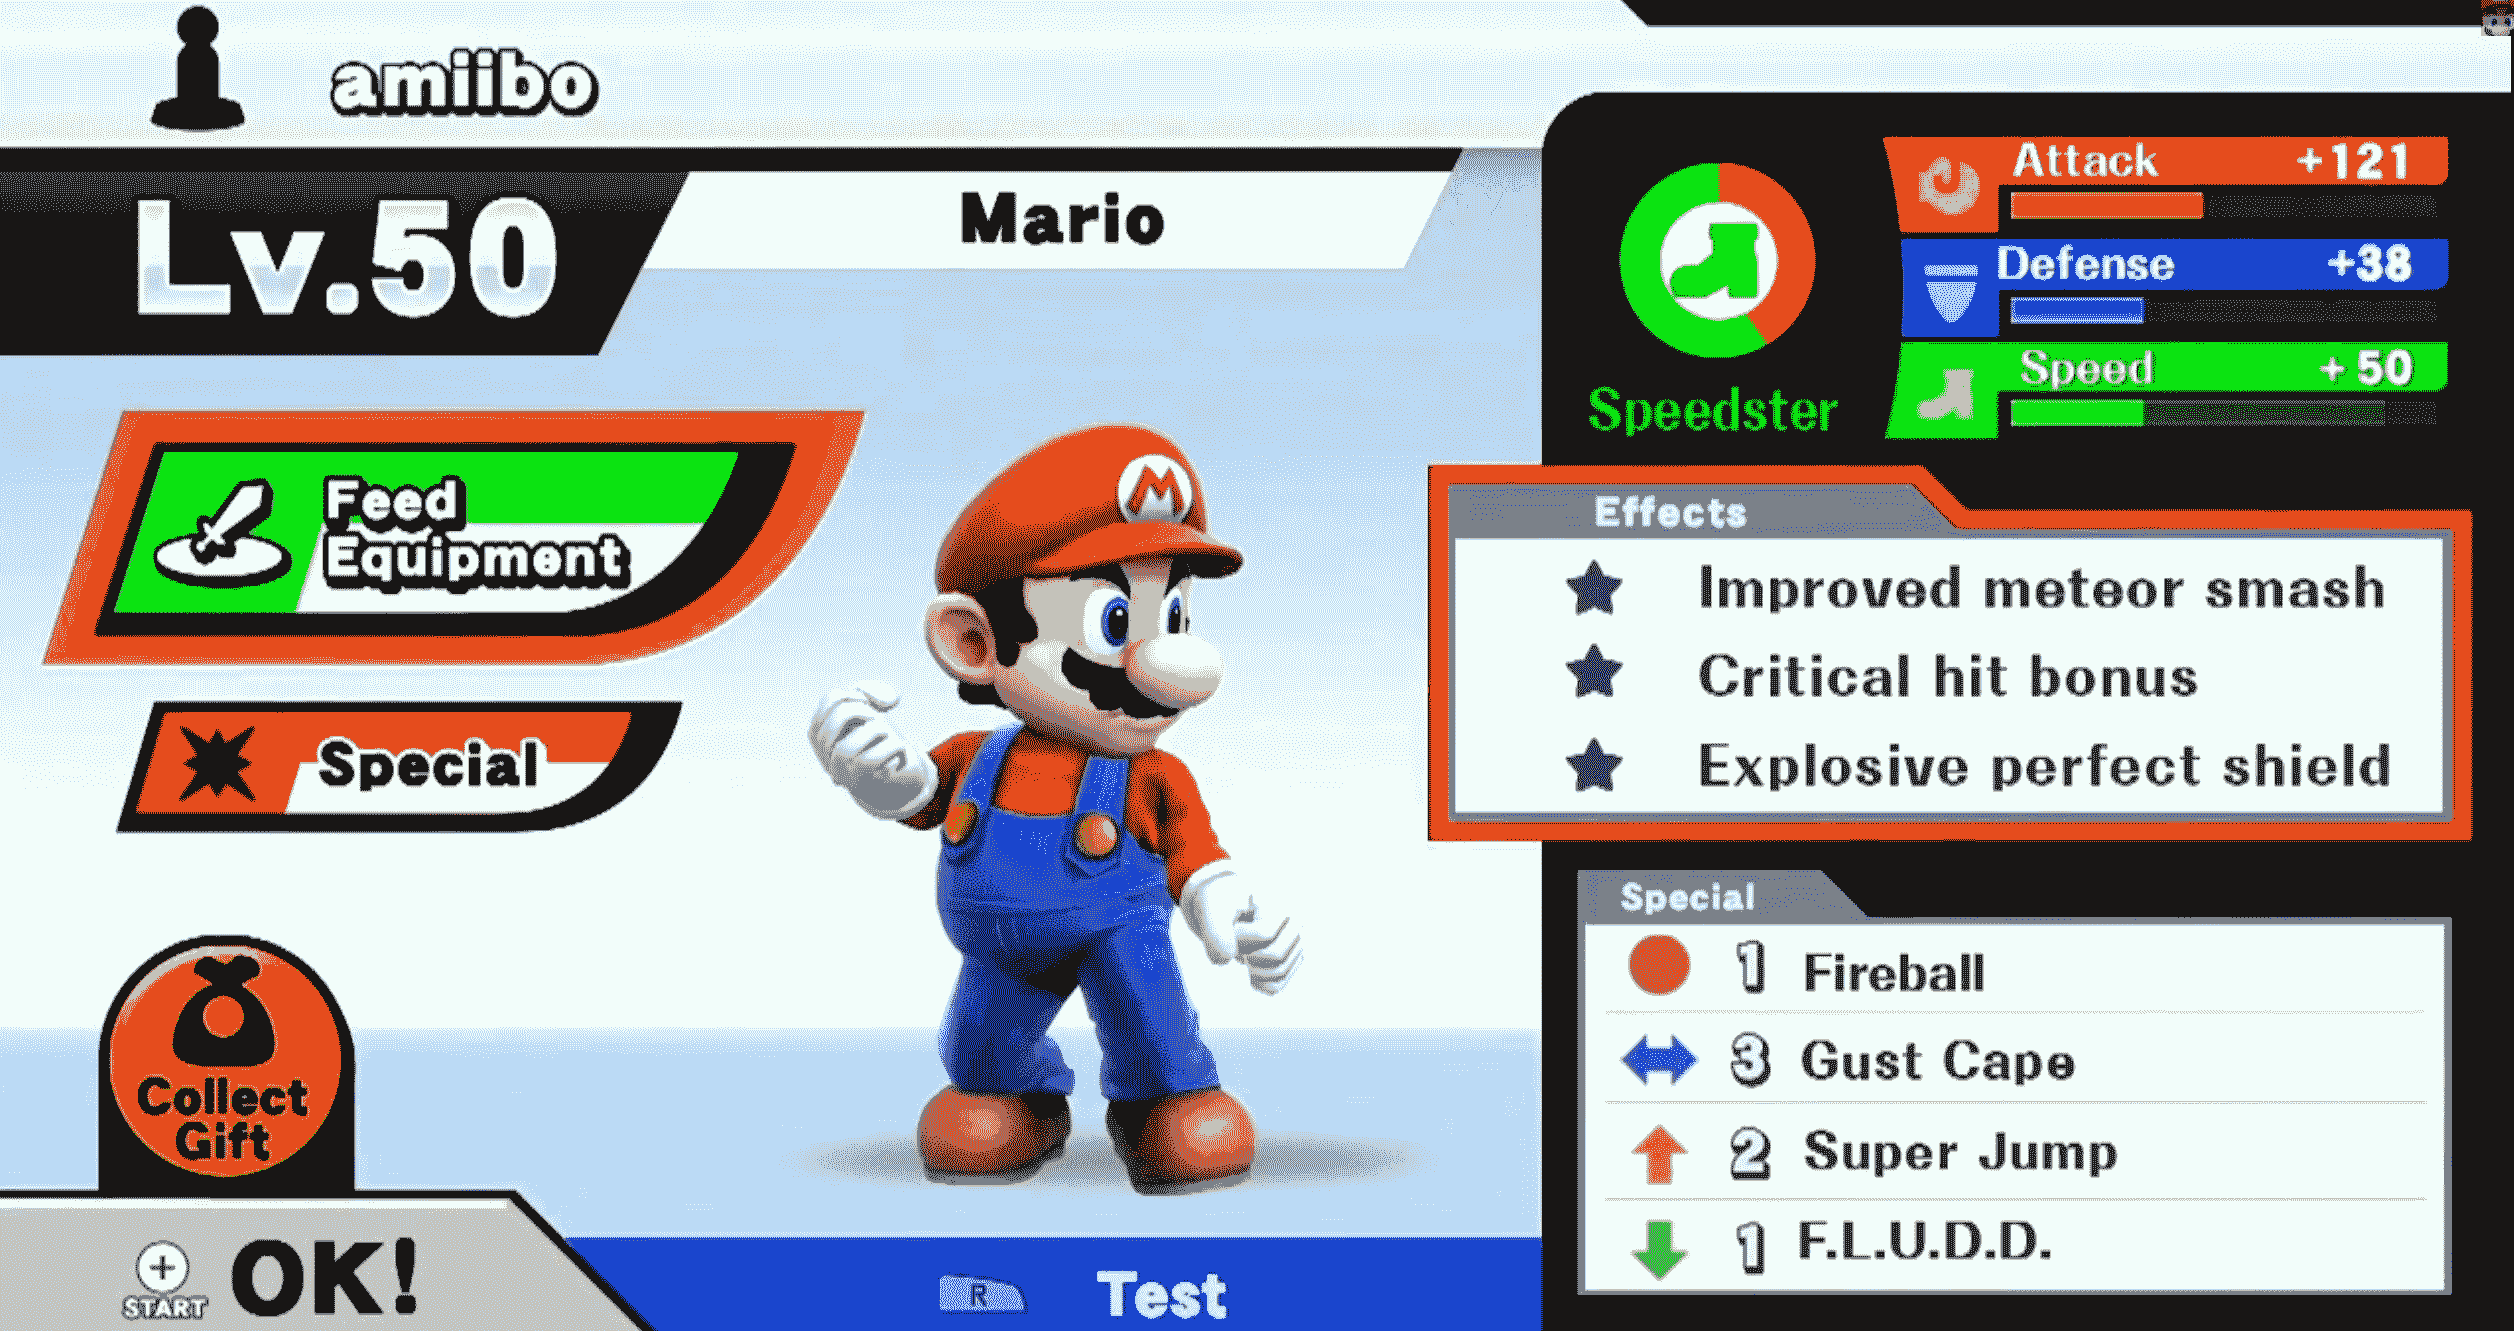 amiibo
Lv.50
Mario
Attack +121
Defense +38
Speed +50
Speedster
Feed
Equipment
Special
Effects
Improved meteor smash
Critical hit bonus
Explosive perfect shield
Special
1 Fireball
3 Gust Cape
2 Super Jump
1 F.L.U.D.D.
M
Collect
Gift
START OK!
R Test